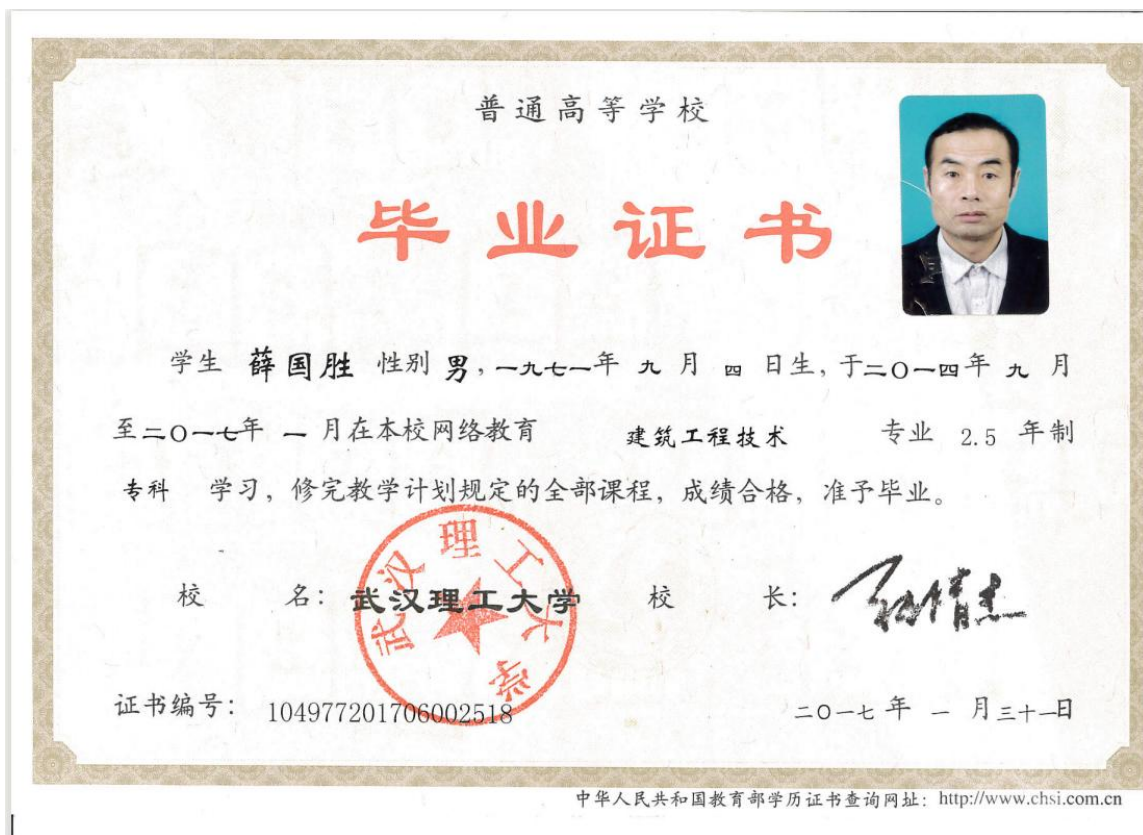 普通高等学校
毕业证书
学生 薛国胜 性别 男，一九七一年 九 月 四 日生，于二〇一四年 九 月
至二〇一七年 一 月在本校网络教育 建筑工程技术 专业 2.5 年制
专科 学习，修完教学计划规定的全部课程，成绩合格，准予毕业。
校 名：武汉理工大学 校 长：
武汉理工大学
证书编号：104977201706002518 二〇一七 年 一 月三十一日
中华人民共和国教育部学历证书查询网址：http://www.chsi.com.cn